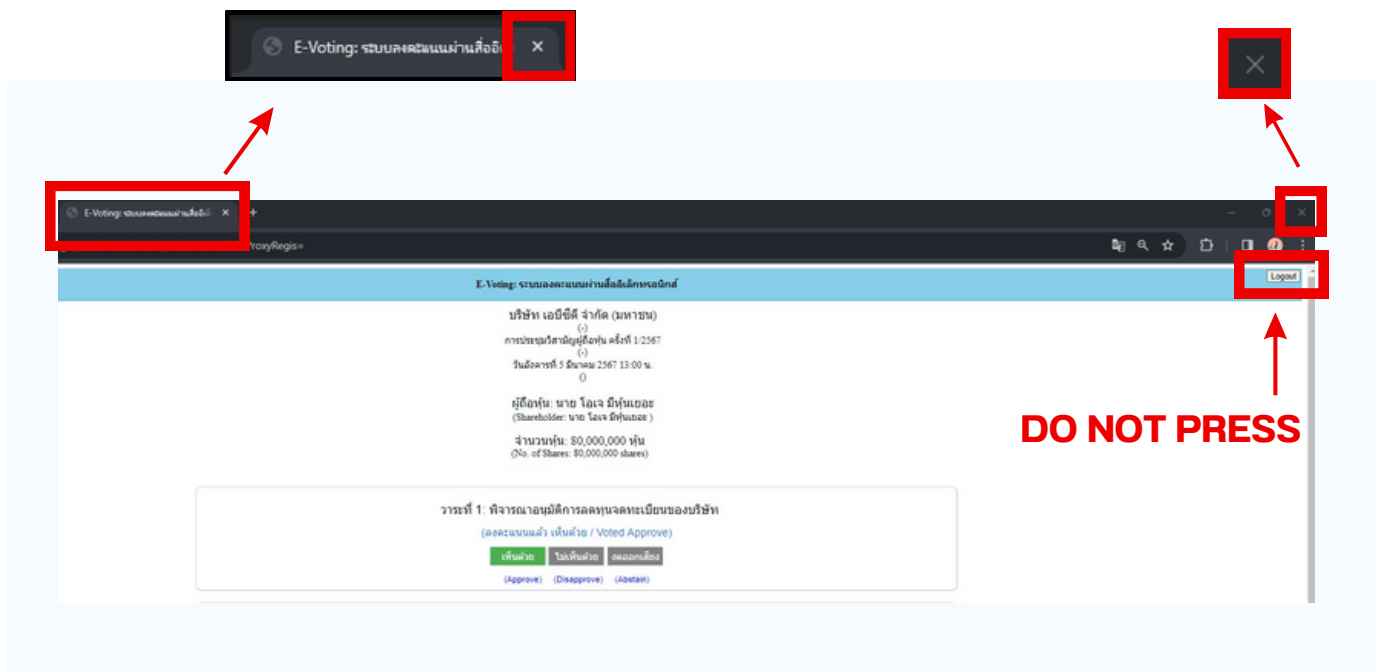 E-Voting: ระบบลงคะแนนผ่านสื่ออิ
E-Voting: ระบบลงคะแนนผ่านสื่ออิเ
roxyRegis=
E-Voting: ระบบลงคะแนนผ่านสื่ออิเล็กทรอนิกส์
Logout
บริษัท เอบีซีดี จำกัด (มหาชน)
(-)
การประชุมวิสามัญผู้ถือหุ้น ครั้งที่ 1/2567
(-)
วันอังคารที่ 5 มีนาคม 2567 13:00 น.
()
ผู้ถือหุ้น: นาย โอเจ มีหุ้นเยอะ
(Shareholder: นาย โอเจ มีหุ้นเยอะ )
จำนวนหุ้น: 80,000,000 หุ้น
(No. of Shares: 80,000,000 shares)
DO NOT PRESS
วาระที่ 1: พิจารณาอนุมัติการลดทุนจดทะเบียนของบริษัท
(ลงคะแนนแล้ว เห็นด้วย / Voted Approve)
เห็นด้วย ไม่เห็นด้วย งดออกเสียง
(Approve) (Disapprove) (Abstain)